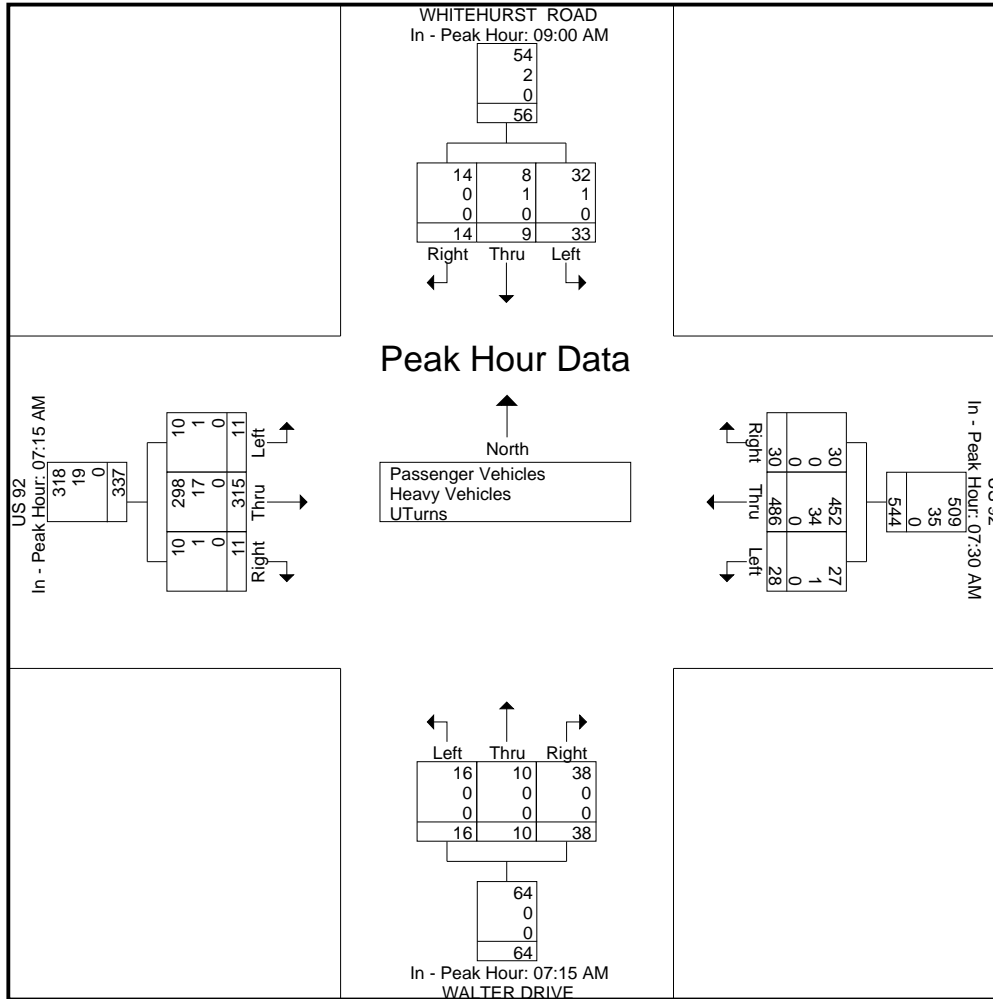 WHITEHURST ROAD
In - Peak Hour: 09:00 AM
54
2
0
56
14 8 32
0 1 1
0 0 0
14 9 33
Right Thru Left
Peak Hour Data
North
Passenger Vehicles
Heavy Vehicles
UTurns
US 92
In - Peak Hour: 07:15 AM
318
19
0
337
10 1 0 11 Left
298 17 0 315 Thru
10 1 0 11 Right
Right 30 0 0 30
Thru 486 0 34 452
Left 28 0 1 27
509
35
0
544
In - Peak Hour: 07:30 AM
Left Thru Right
16 10 38
0 0 0
0 0 0
16 10 38
64
0
0
64
In - Peak Hour: 07:15 AM
WALTER DRIVE